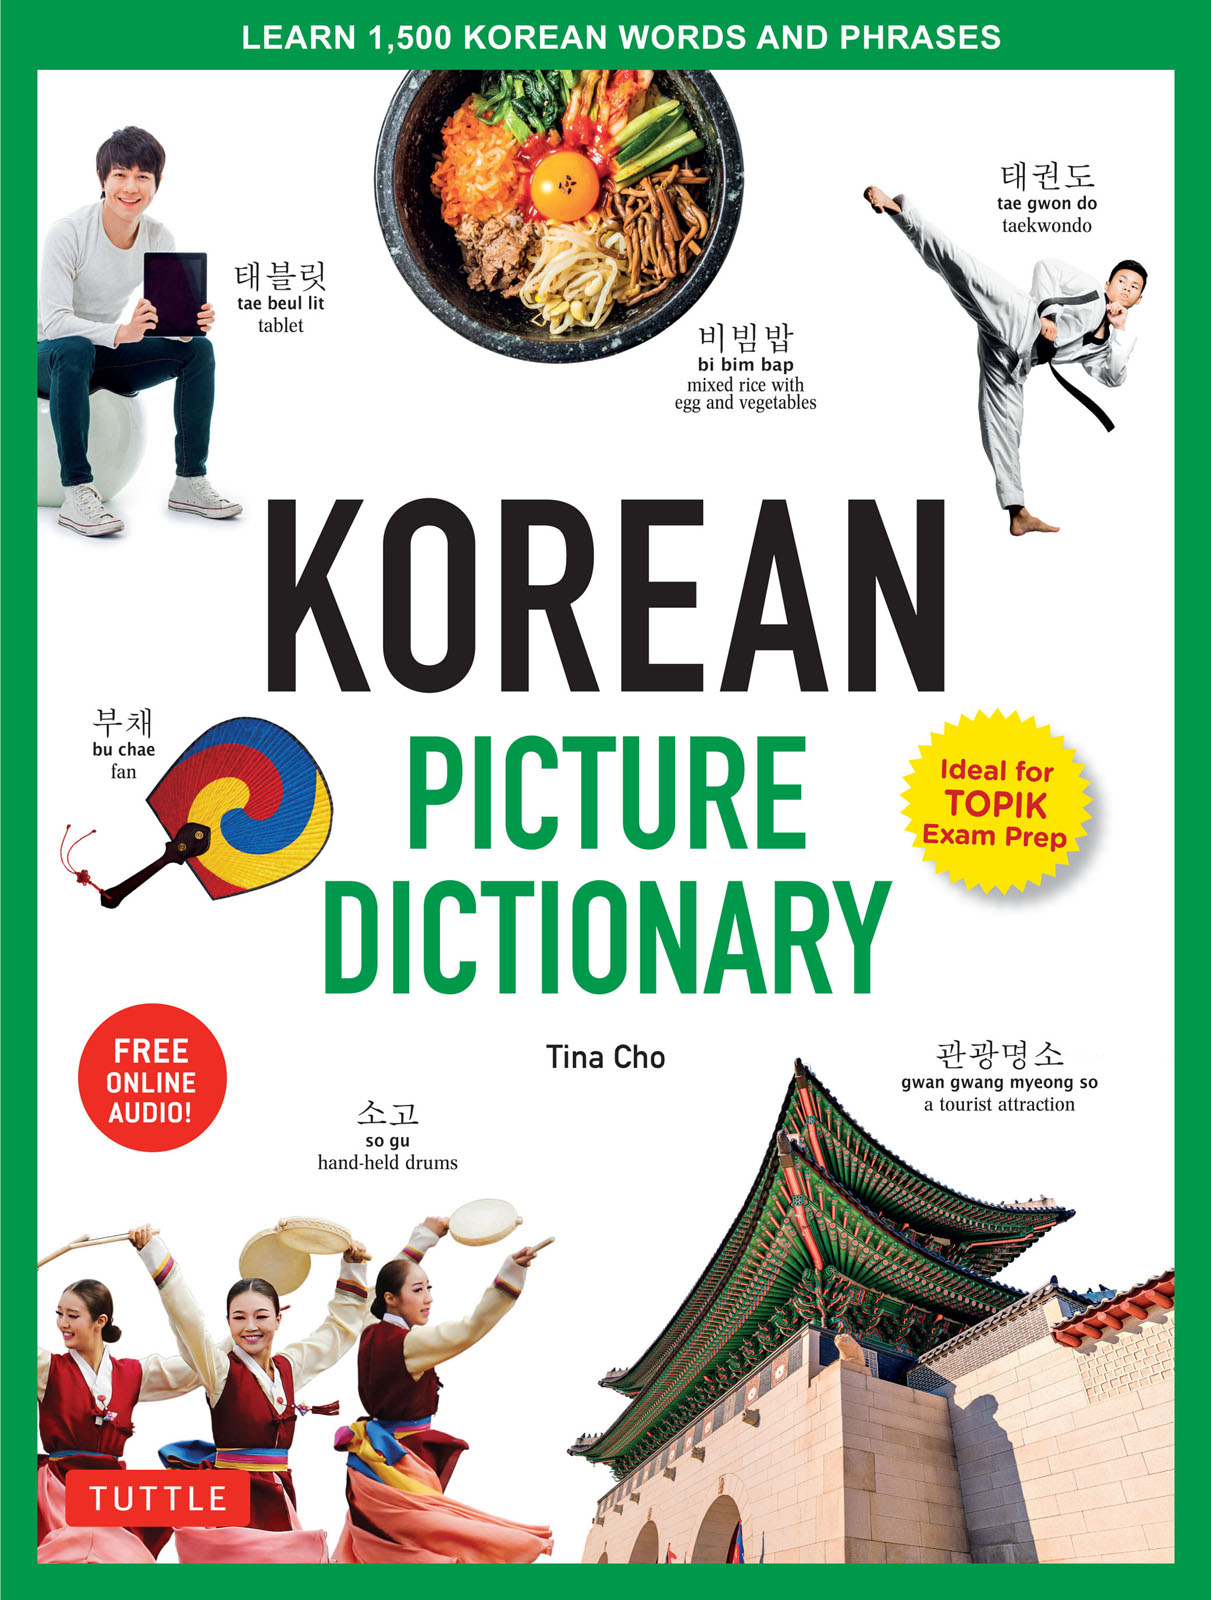 LEARN 1,500 KOREAN WORDS AND PHRASES
태권도
tae gwon do
taekwondo
태블릿
tae beul lit
tablet
비빔밥
bi bim bap
mixed rice with
egg and vegetables
KOREAN
부채
bu chae
fan
PICTURE
DICTIONARY
Ideal for
TOPIK
Exam Prep
Tina Cho
FREE
ONLINE
AUDIO!
관광명소
gwan gwang myeong so
a tourist attraction
소고
so gu
hand-held drums
TUTTLE